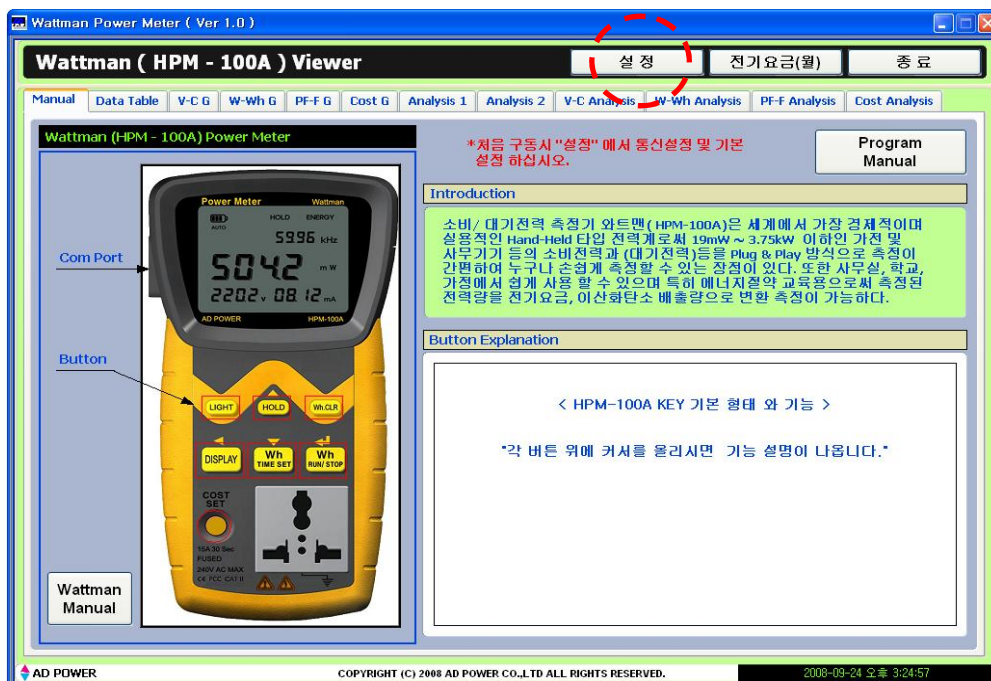 Wattman Power Meter ( Ver 1.0 )
Wattman ( HPM - 100A ) Viewer
설 정
전기요금(월)
종 료
Manual
Data Table
V-C G
W-Wh G
PF-F G
Cost G
Analysis 1
Analysis 2
V-C Analysis
W-Wh Analysis
PF-F Analysis
Cost Analysis
Wattman (HPM - 100A) Power Meter
Com Port
Button
Power Meter
Wattman
HOLD
ENERGY
AUTO
59.96 kHz
504.2 mW
220.2 v 08.12 mA
AD POWER
HPM-100A
LIGHT
HOLD
Wh.CLR
DISPLAY
Wh
TIME SET
Wh
RUN/STOP
COST
SET
15A 30 Sec
FUSED
240V AC MAX
CE FCC CAT II
Wattman
Manual
*처음 구동시 "설정" 에서 통신설정 및 기본
설정 하십시오.
Program
Manual
Introduction
소비/ 대기전력 측정기 와트맨( HPM-100A)은 세계에서 가장 경제적이며
실용적인 Hand-Held 타입 전력계로써 19mW ~ 3.75kW 이하인 가전 및
사무기기 등의 소비전력과 (대기전력)등을 Plug & Play 방식으로 측정이
간편하여 누구나 손쉽게 측정할 수 있는 장점이 있다. 또한 사무실, 학교,
가정에서 쉽게 사용 할 수 있으며 특히 에너지절약 교육용으로써 측정된
전력량을 전기요금, 이산화탄소 배출량으로 변환 측정이 가능하다.
Button Explanation
< HPM-100A KEY 기본 형태 와 기능 >
"각 버튼 위에 커서를 올리시면 기능 설명이 나옵니다."
AD POWER
COPYRIGHT (C) 2008 AD POWER CO.,LTD ALL RIGHTS RESERVED.
2008-09-24 오후 3:24:57